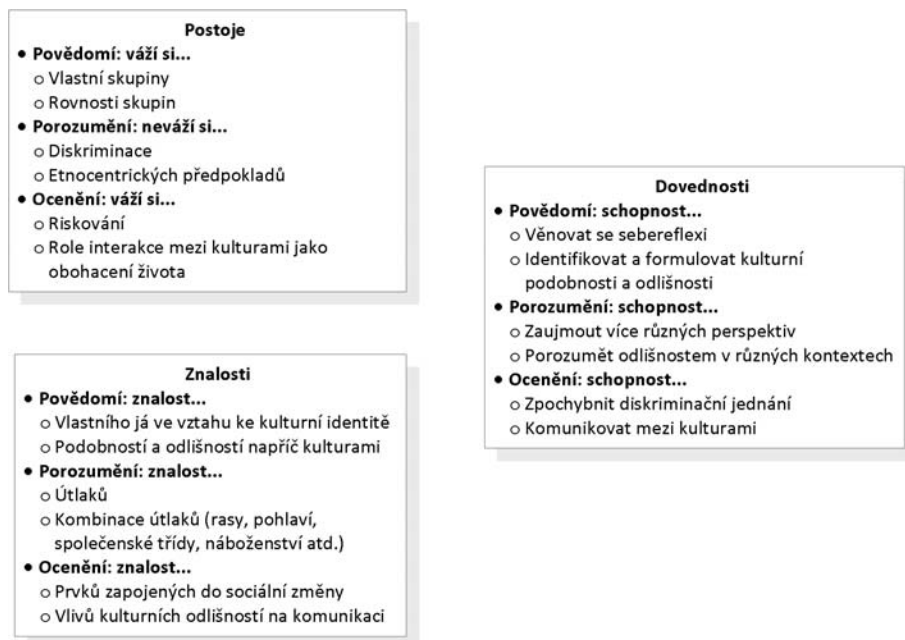 Postoje
• Povědomí: váží si...
o Vlastní skupiny
o Rovnosti skupin
• Porozumění: neváží si...
o Diskriminace
o Etnocentrických předpokladů
• Ocenění: váží si...
o Riskování
o Role interakce mezi kulturami jako
obohacení života
Znalosti
• Povědomí: znalost...
o Vlastního já ve vztahu ke kulturní identitě
o Podobností a odlišností napříč kulturami
• Porozumění: znalost...
o Útlaků
o Kombinace útlaků (rasy, pohlaví,
společenské třídy, náboženství atd.)
• Ocenění: znalost...
o Prvků zapojených do sociální změny
o Vlivů kulturních odlišností na komunikaci
Dovednosti
• Povědomí: schopnost...
o Věnovat se sebereflexi
o Identifikovat a formulovat kulturní
podobnosti a odlišnosti
• Porozumění: schopnost...
o Zaujmout více různých perspektiv
o Porozumět odlišnostem v různých kontextech
• Ocenění: schopnost...
o Zpochybnit diskriminační jednání
o Komunikovat mezi kulturami